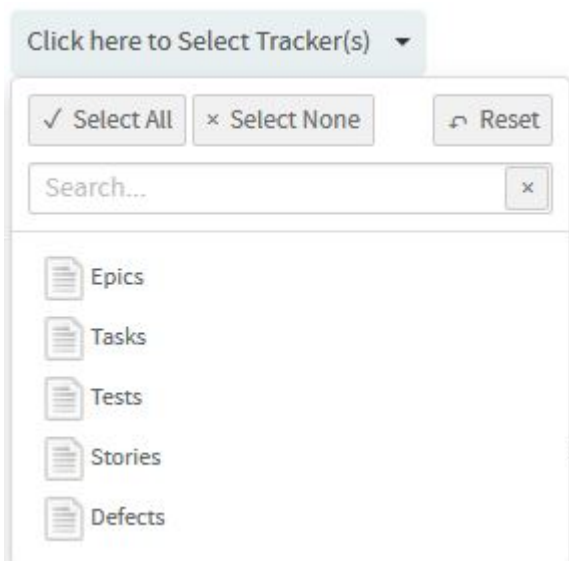 Click here to Select Tracker(s)
✓ Select All × Select None Reset
Search... ×
Epics
Tasks
Tests
Stories
Defects